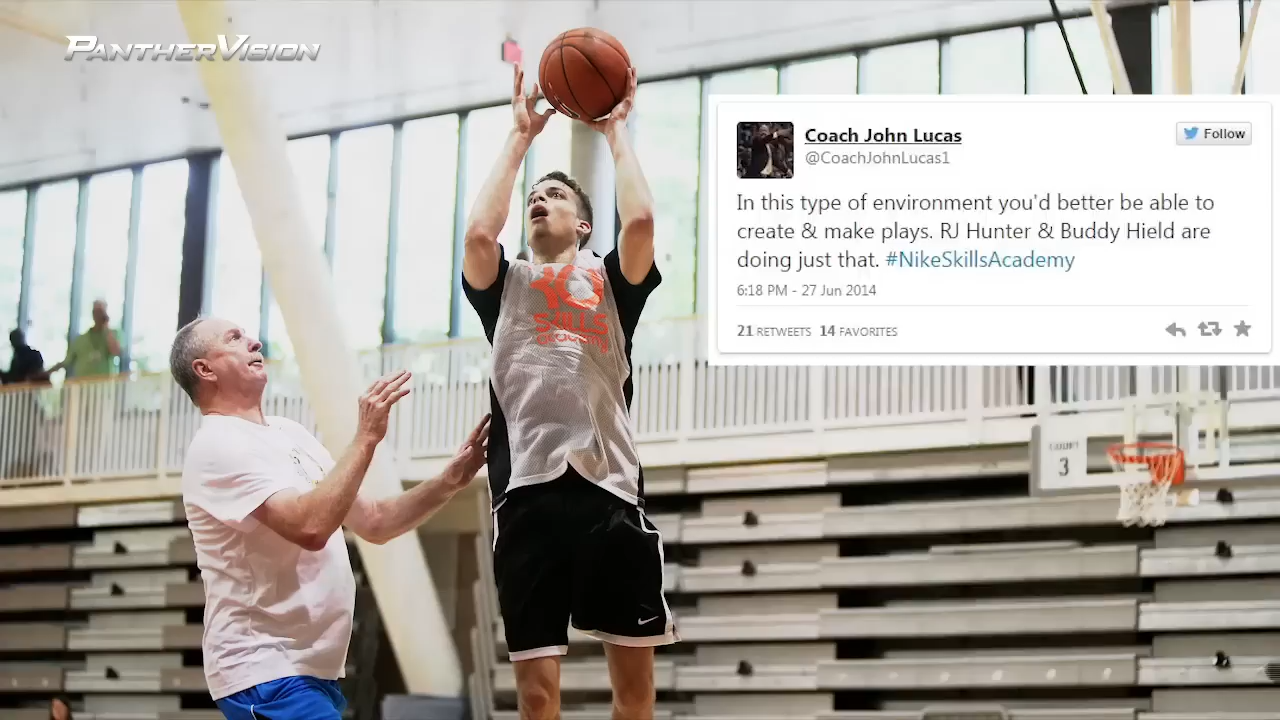 PANTHERVISION
Coach John Lucas
@CoachJohnLucas1
Follow
In this type of environment you'd better be able to
create & make plays. RJ Hunter & Buddy Hield are
doing just that. #NikeSkillsAcademy
6:18 PM - 27 Jun 2014
21 RETWEETS 14 FAVORITES
SKILLS
academy
COURT
3